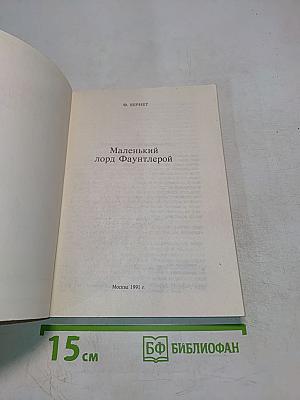 Ф. БЕРНЕТ
Маленький
лорд Фаунтлерой
Москва 1991 г.
15 см
БФ БИБЛИОФАН